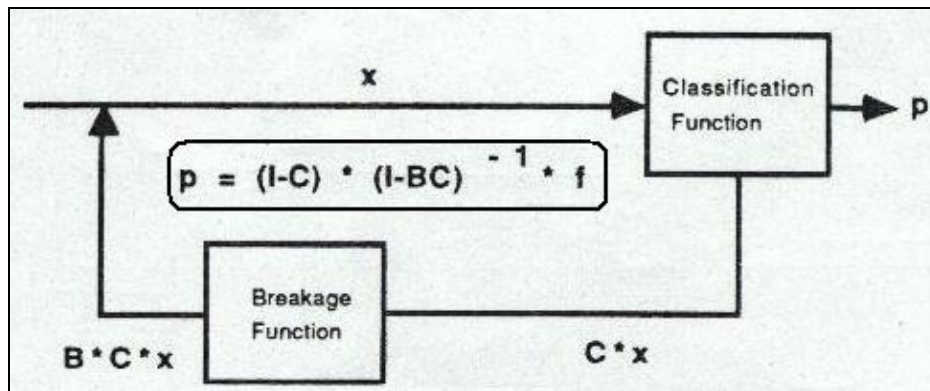 x
Classification
Function
p
p = (I-C) * (I-BC) - 1 * f
Breakage
Function
B * C * x
C * x